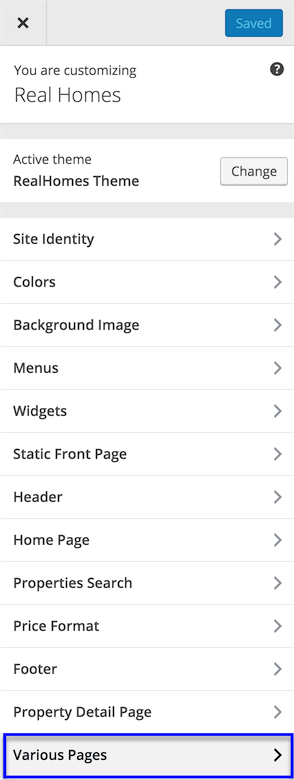 Saved
You are customizing
Real Homes
Active theme
RealHomes Theme
Change
Site Identity
Colors
Background Image
Menus
Widgets
Static Front Page
Header
Home Page
Properties Search
Price Format
Footer
Property Detail Page
Various Pages